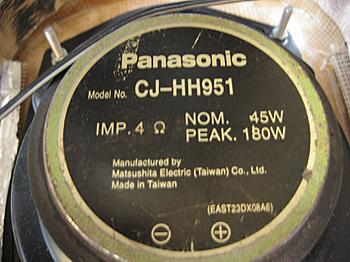 Panasonic
Model No. CJ-HH951
IMP. 4 Ω NOM. 45W
PEAK. 180W
Manufactured by
Matsushita Electric (Taiwan) Co., Ltd.
Made in Taiwan
(EAST23DX08A6)
⊖ ⊕